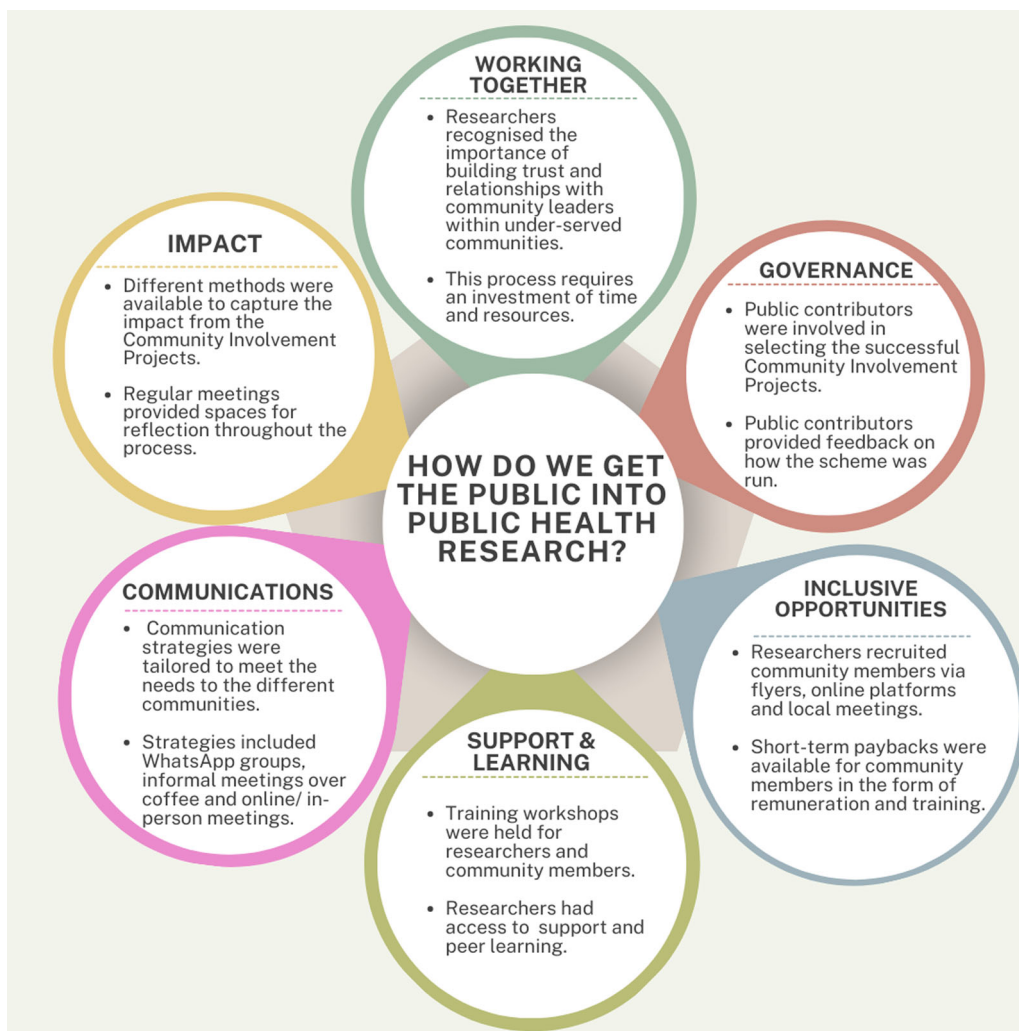 WORKING
TOGETHER
• Researchers
recognised the
importance of
building trust and
relationships with
community leaders
within under-served
communities.
• This process requires
an investment of time
and resources.
GOVERNANCE
• Public contributors
were involved in
selecting the successful
Community Involvement
Projects.
• Public contributors
provided feedback on
how the scheme was
run.
INCLUSIVE
OPPORTUNITIES
• Researchers recruited
community members via
flyers, online platforms
and local meetings.
• Short-term paybacks were
available for community
members in the form of
remuneration and training.
SUPPORT &
LEARNING
• Training workshops
were held for
researchers and
community members.
• Researchers had
access to support and
peer learning.
COMMUNICATIONS
• Communication
strategies were
tailored to meet the
needs to the different
communities.
• Strategies included
WhatsApp groups,
informal meetings over
coffee and online/ in-
person meetings.
IMPACT
• Different methods were
available to capture the
impact from the
Community Involvement
Projects.
• Regular meetings
provided spaces for
reflection throughout the
process.
HOW DO WE GET
THE PUBLIC INTO
PUBLIC HEALTH
RESEARCH?